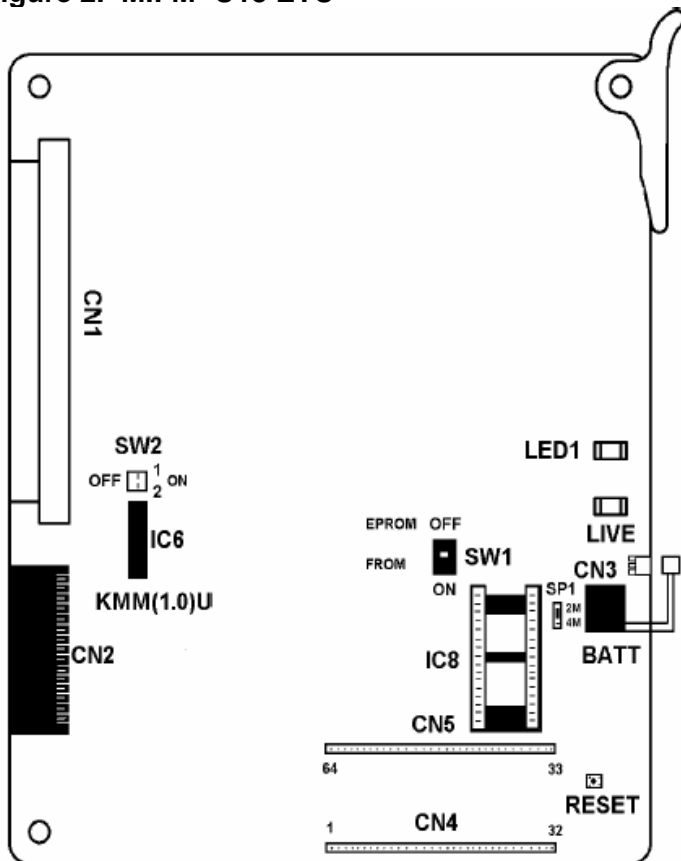 CN1
SW2
OFF 1 ON
2
IC6
KMM(1.0)U
CN2
LED1
LIVE
EPROM OFF
FROM SW1
ON
CN3
SP1
2M
4M
BATT
IC8
CN5
64 33
RESET
1 CN4 32